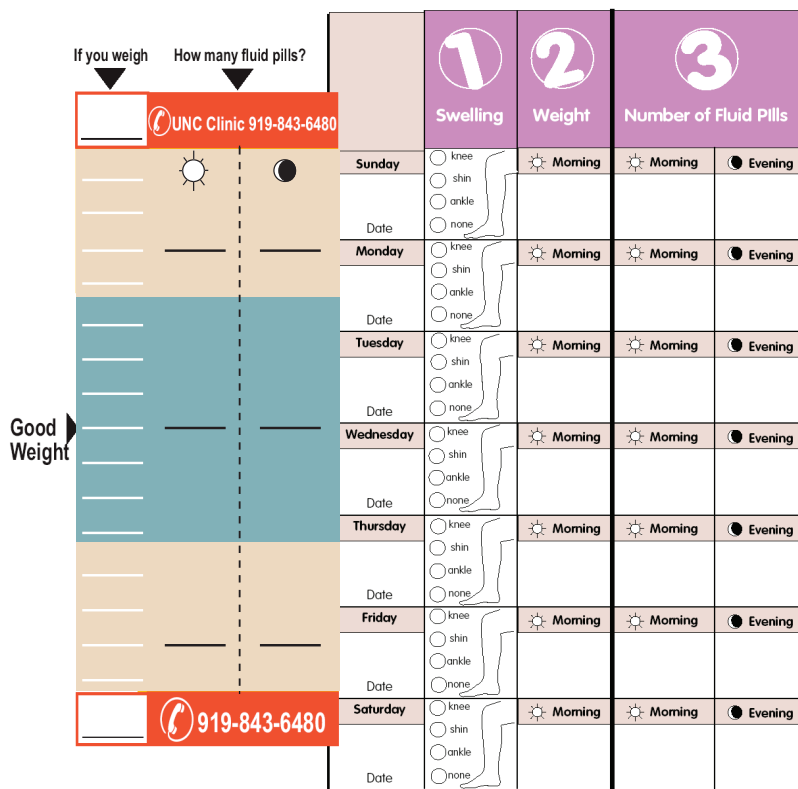 If you weigh
How many fluid pills?
UNC Clinic 919-843-6480
Good
Weight
919-843-6480
1 2 3
Swelling Weight Number of Fluid Pills
Sunday knee Morning Morning Evening
shin
ankle
Date none
Monday knee Morning Morning Evening
shin
ankle
Date none
Tuesday knee Morning Morning Evening
shin
ankle
Date none
Wednesday knee Morning Morning Evening
shin
ankle
Date none
Thursday knee Morning Morning Evening
shin
ankle
Date none
Friday knee Morning Morning Evening
shin
ankle
Date none
Saturday knee Morning Morning Evening
shin
ankle
Date none